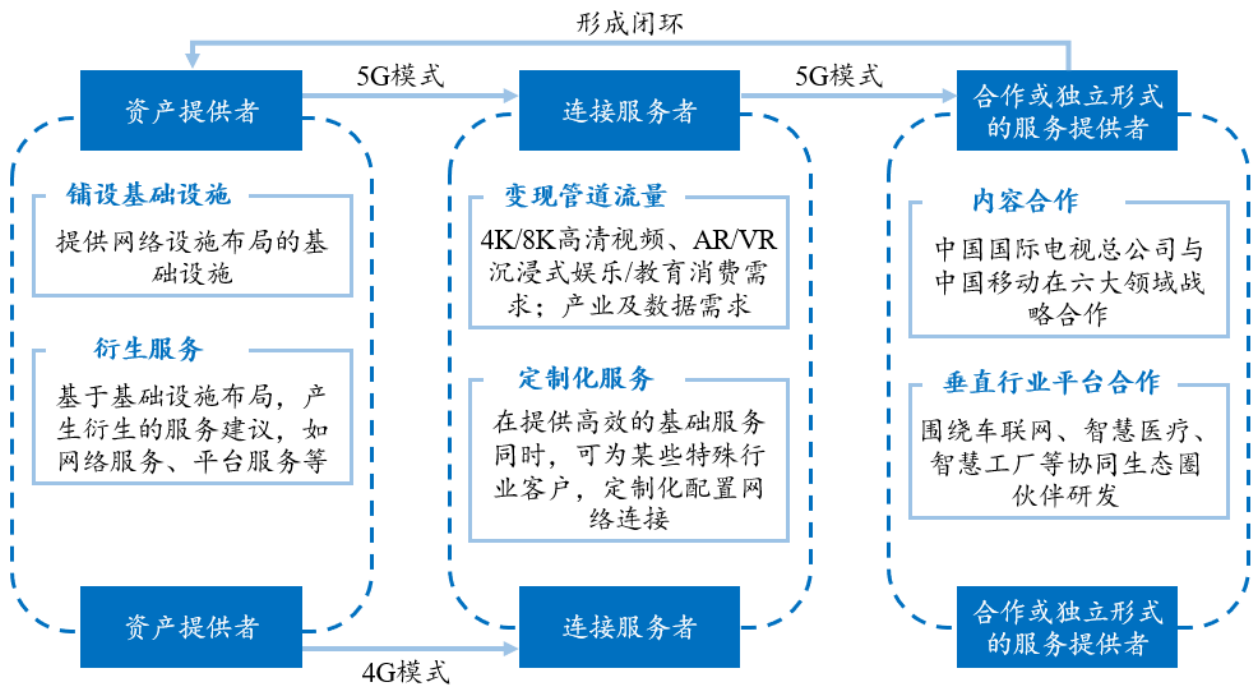 形成闭环
5G模式
5G模式
资产提供者
连接服务者
合作或独立形式
的服务提供者
铺设基础设施
提供网络设施布局的基
础设施
衍生服务
基于基础设施布局，产
生衍生的服务建议，如
网络服务、平台服务等
变现管道流量
4K/8K高清视频、AR/VR
沉浸式娱乐/教育消费需
求；产业及数据需求
定制化服务
在提供高效的基础服务
同时，可为某些特殊行
业客户，定制化配置网
络连接
内容合作
中国国际电视总公司与
中国移动在六大领域战
略合作
垂直行业平台合作
围绕车联网、智慧医疗、
智慧工厂等协同生态圈
伙伴研发
资产提供者
连接服务者
合作或独立形式
的服务提供者
4G模式